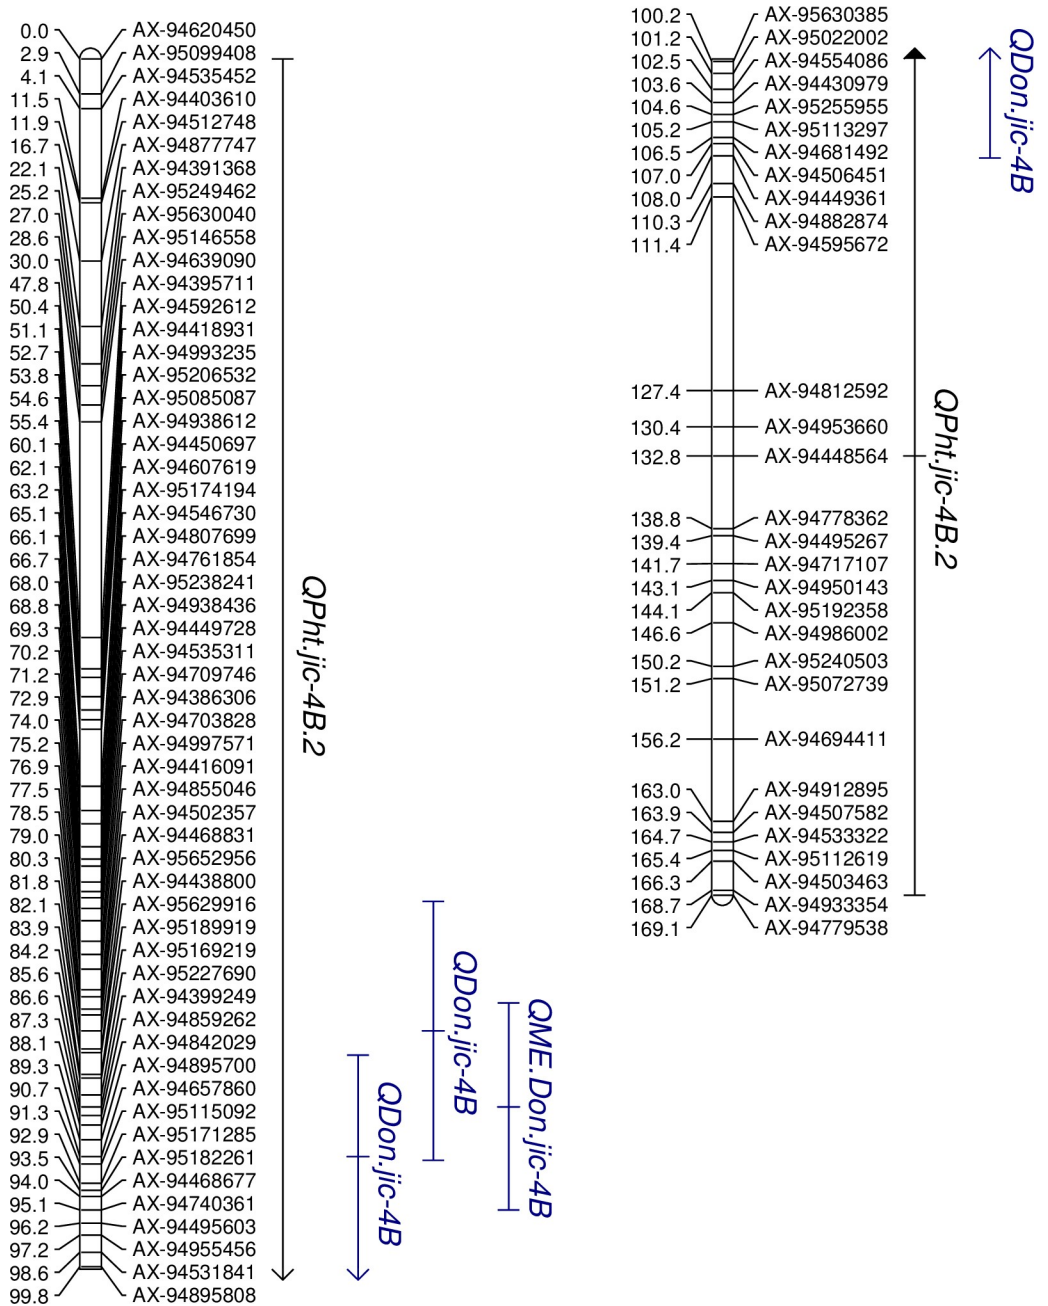 0.0 AX-94620450
2.9 AX-95099408
4.1 AX-94535452
11.5 AX-94403610
11.9 AX-94512748
16.7 AX-94877747
22.1 AX-94391368
25.2 AX-95249462
27.0 AX-95630040
28.6 AX-95146558
30.0 AX-94639090
47.8 AX-94395711
50.4 AX-94592612
51.1 AX-94418931
52.7 AX-94993235
53.8 AX-95206532
54.6 AX-95085087
55.4 AX-94938612
60.1 AX-94450697
62.1 AX-94607619
63.2 AX-95174194
65.1 AX-94546730
66.1 AX-94807699
66.7 AX-94761854
68.0 AX-95238241
68.8 AX-94938436
69.3 AX-94449728
70.2 AX-94535311
71.2 AX-94709746
72.9 AX-94386306
74.0 AX-94703828
75.2 AX-94997571
76.9 AX-94416091
77.5 AX-94855046
78.5 AX-94502357
79.0 AX-94468831
80.3 AX-95652956
81.8 AX-94438800
82.1 AX-95629916
83.9 AX-95189919
84.2 AX-95169219
85.6 AX-95227690
86.6 AX-94399249
87.3 AX-94859262
88.1 AX-94842029
89.3 AX-94895700
90.7 AX-94657860
91.3 AX-95115092
92.9 AX-95171285
93.5 AX-95182261
94.0 AX-94468677
95.1 AX-94740361
96.2 AX-94495603
97.2 AX-94955456
98.6 AX-94531841
99.8 AX-94895808
QPht.jic-4B.2
QDon.jic-4B
QDon.jic-4B
QME.Don.jic-4B
100.2 AX-95630385
101.2 AX-95022002
102.5 AX-94554086
103.6 AX-94430979
104.6 AX-95255955
105.2 AX-95113297
106.5 AX-94681492
107.0 AX-94506451
108.0 AX-94449361
110.3 AX-94882874
111.4 AX-94595672
127.4 AX-94812592
130.4 AX-94953660
132.8 AX-94448564
138.8 AX-94778362
139.4 AX-94495267
141.7 AX-94717107
143.1 AX-94950143
144.1 AX-95192358
146.6 AX-94986002
150.2 AX-95240503
151.2 AX-95072739
156.2 AX-94694411
163.0 AX-94912895
163.9 AX-94507582
164.7 AX-94533322
165.4 AX-95112619
166.3 AX-94503463
168.7 AX-94933354
169.1 AX-94779538
QPht.jic-4B.2
QDon.jic-4B